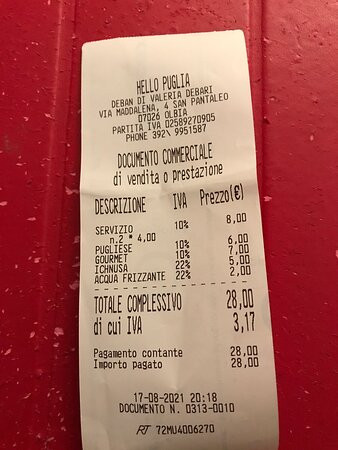 HELLO PUGLIA
DEBAN DI VALERIA DEBARI
VIA MADDALENA, 4 SAN PANTALEO
07026 OLBIA
PARTITA IVA 02589270905
PHONE 392\ 9951587
DOCUMENTO COMMERCIALE
di vendita o prestazione
DESCRIZIONE IVA Prezzo(€)
SERVIZIO 10% 8,00
n.2 * 4,00
PUGLIESE 10% 6,00
GOURMET 10% 7,00
ICHNUSA 22% 5,00
ACQUA FRIZZANTE 22% 2,00
TOTALE COMPLESSIVO 28,00
di cui IVA 3,17
Pagamento contante 28,00
Importo pagato 28,00
17-08-2021 20:18
DOCUMENTO N. 0313-0010
RT 72MU4006270